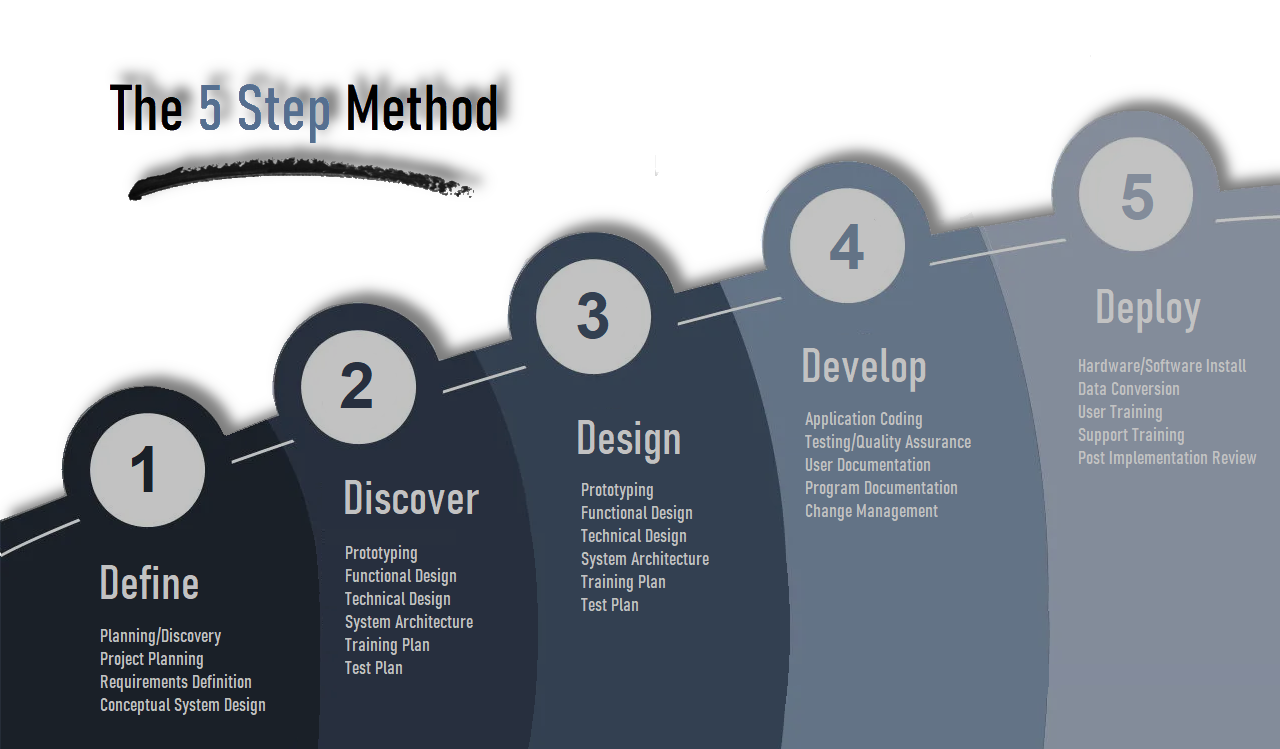 The 5 Step Method
1
Define
Planning/Discovery
Project Planning
Requirements Definition
Conceptual System Design
2
Discover
Prototyping
Functional Design
Technical Design
System Architecture
Training Plan
Test Plan
3
Design
Prototyping
Functional Design
Technical Design
System Architecture
Training Plan
Test Plan
4
Develop
Application Coding
Testing/Quality Assurance
User Documentation
Program Documentation
Change Management
5
Deploy
Hardware/Software Install
Data Conversion
User Training
Support Training
Post Implementation Review